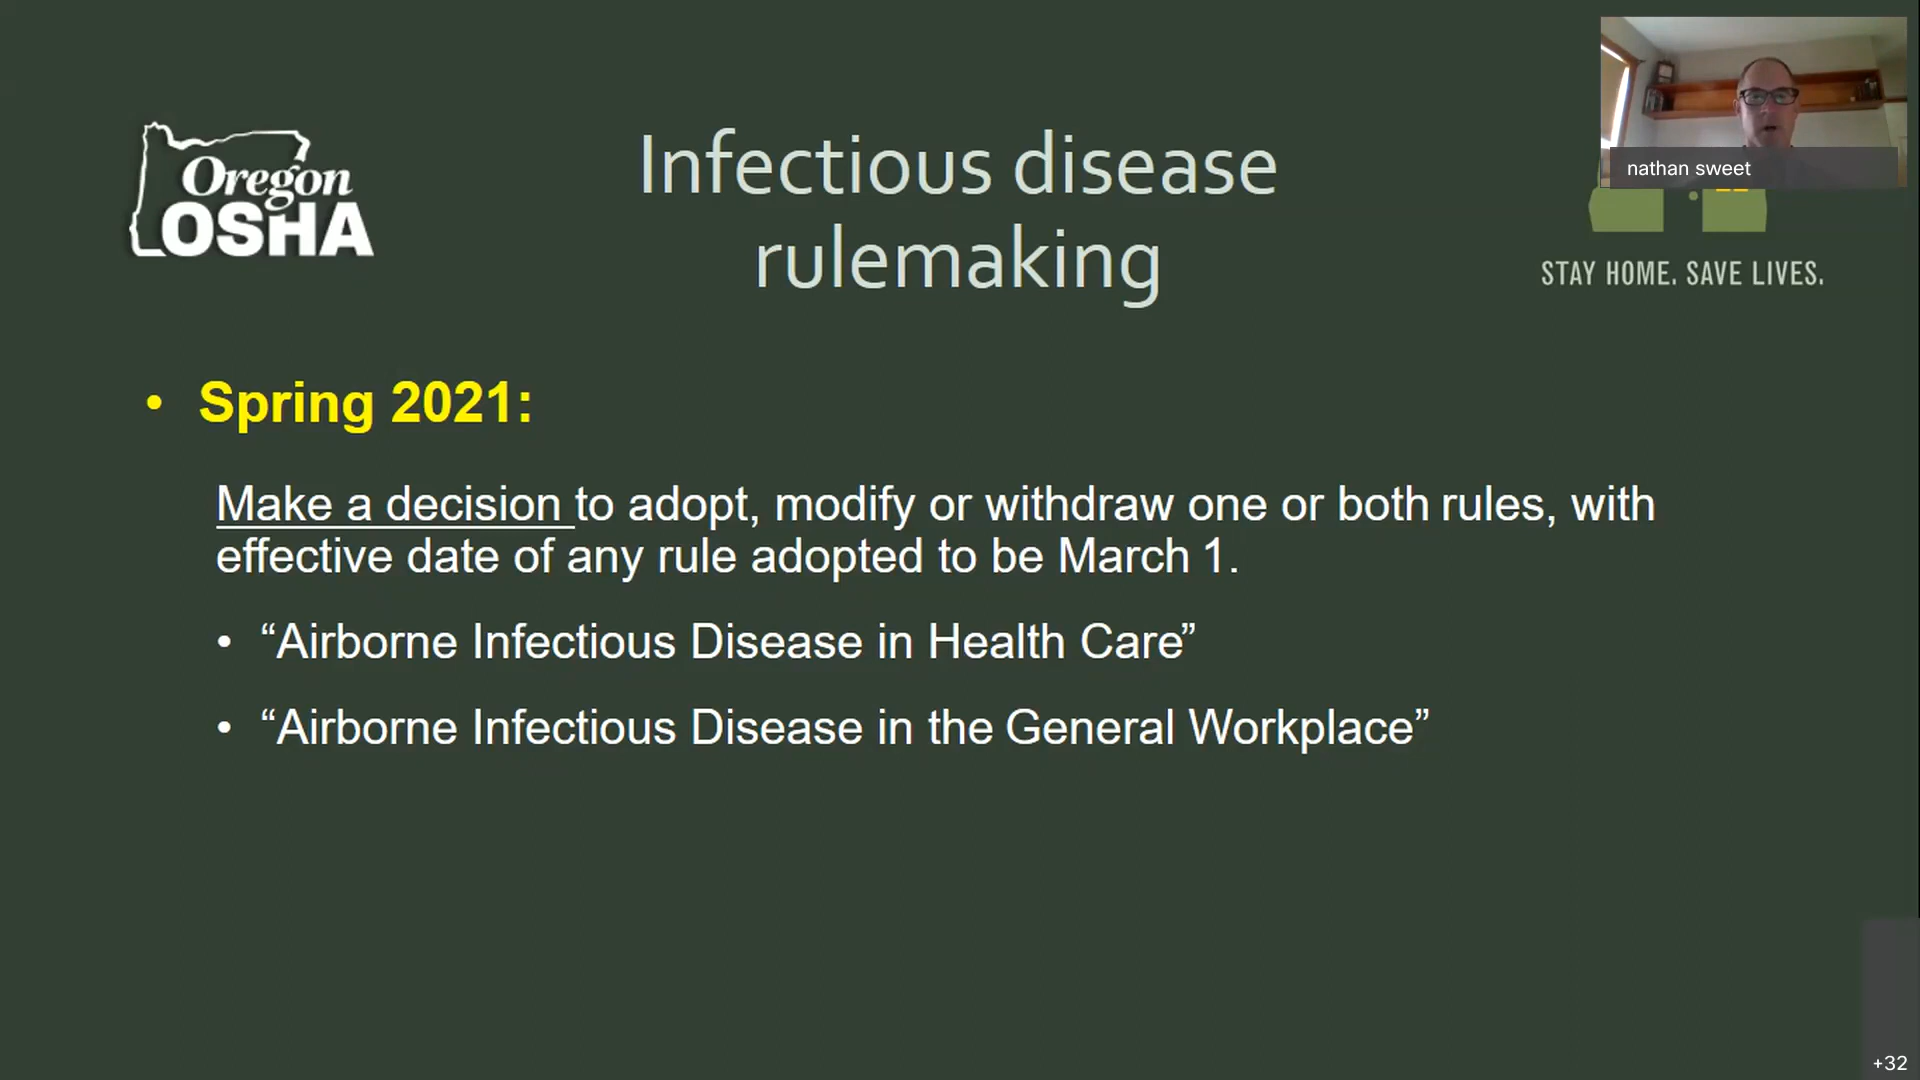 nathan sweet
Oregon
OSHA
Infectious disease
rulemaking
STAY HOME. SAVE LIVES.
• Spring 2021:
Make a decision to adopt, modify or withdraw one or both rules, with
effective date of any rule adopted to be March 1.
• “Airborne Infectious Disease in Health Care”
• “Airborne Infectious Disease in the General Workplace”
+32